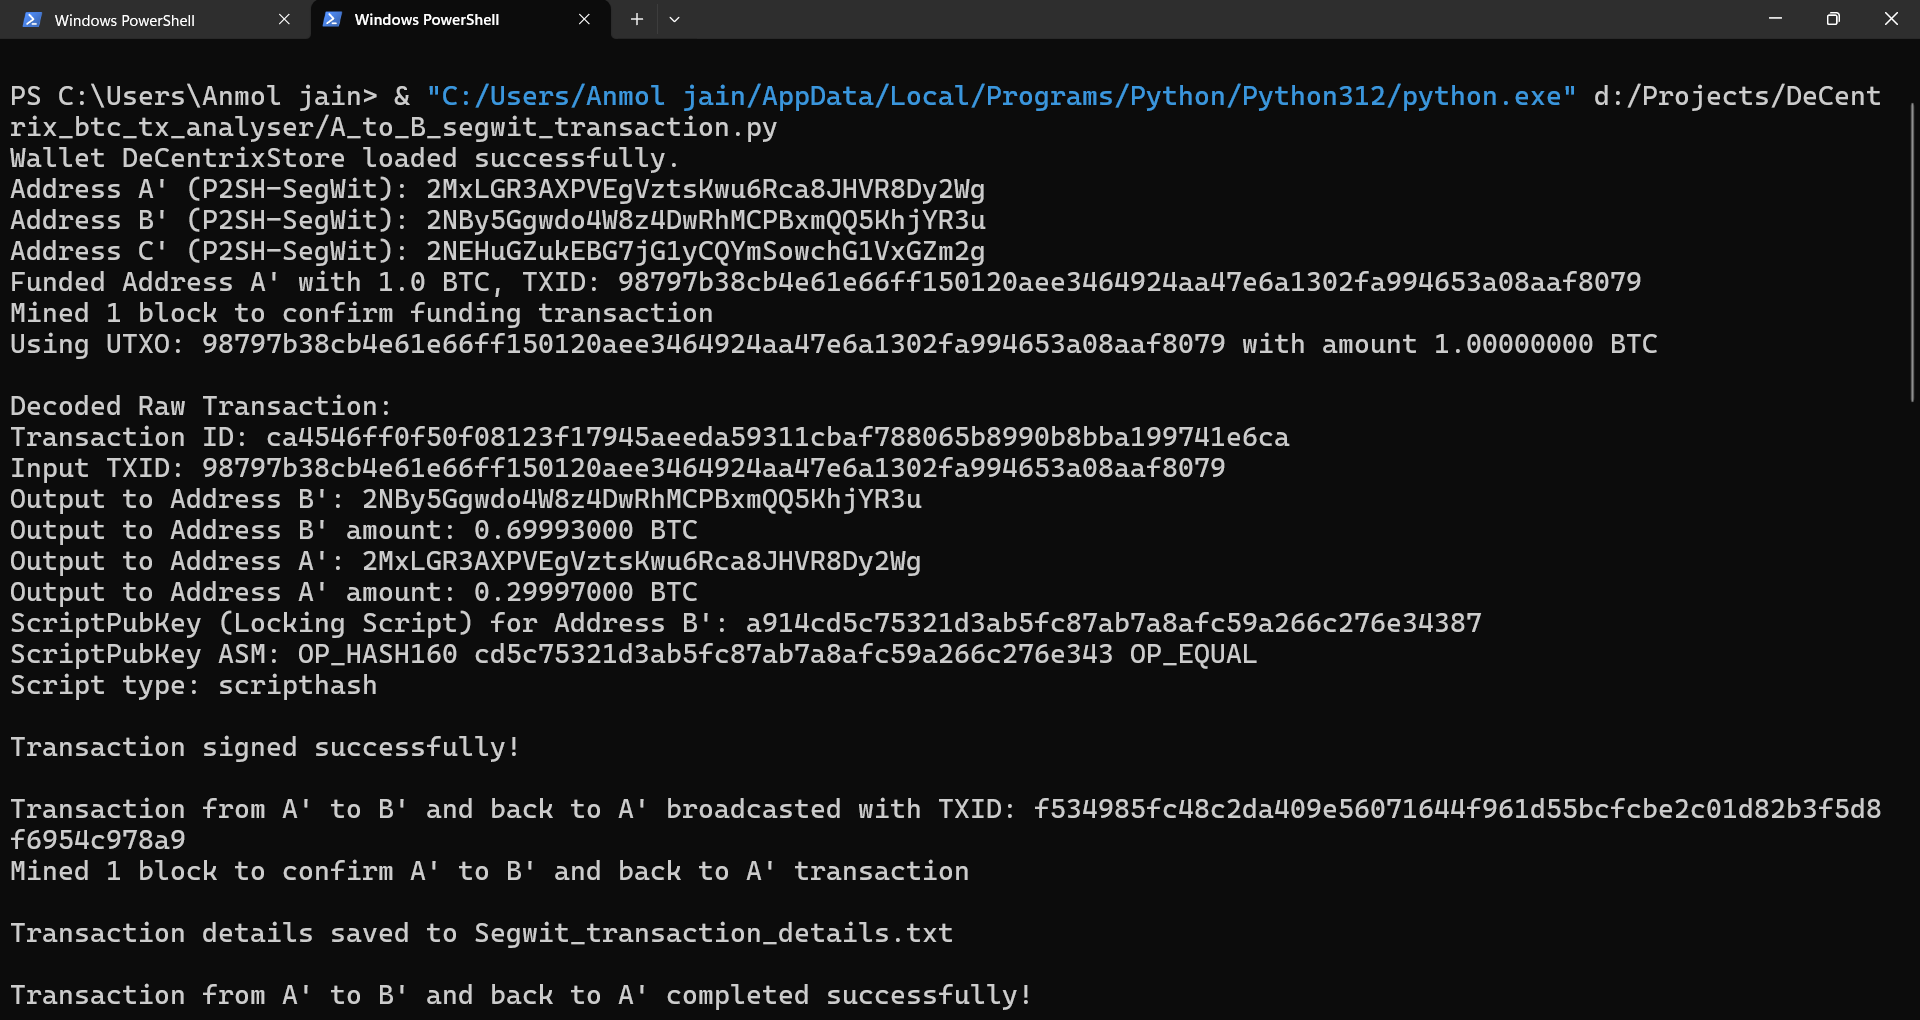 Windows PowerShell
Windows PowerShell
PS C:\Users\Anmol jain> & "C:/Users/Anmol jain/AppData/Local/Programs/Python/Python312/python.exe" d:/Projects/DeCent
rix_btc_tx_analyser/A_to_B_segwit_transaction.py
Wallet DeCentrixStore loaded successfully.
Address A' (P2SH-SegWit): 2MxLGR3AXPVEgVztsKwu6Rca8JHVR8Dy2Wg
Address B' (P2SH-SegWit): 2NBy5Ggwdo4W8z4DwRhMCPBxmQQ5KhjYR3u
Address C' (P2SH-SegWit): 2NEHuGZukEBG7jG1yCQYmSowchG1VxGZm2g
Funded Address A' with 1.0 BTC, TXID: 98797b38cb4e61e66ff150120aee3464924aa47e6a1302fa994653a08aaf8079
Mined 1 block to confirm funding transaction
Using UTXO: 98797b38cb4e61e66ff150120aee3464924aa47e6a1302fa994653a08aaf8079 with amount 1.00000000 BTC
Decoded Raw Transaction:
Transaction ID: ca4546ff0f50f08123f17945aeeda59311cbaf788065b8990b8bba199741e6ca
Input TXID: 98797b38cb4e61e66ff150120aee3464924aa47e6a1302fa994653a08aaf8079
Output to Address B': 2NBy5Ggwdo4W8z4DwRhMCPBxmQQ5KhjYR3u
Output to Address B' amount: 0.69993000 BTC
Output to Address A': 2MxLGR3AXPVEgVztsKwu6Rca8JHVR8Dy2Wg
Output to Address A' amount: 0.29997000 BTC
ScriptPubKey (Locking Script) for Address B': a914cd5c75321d3ab5fc87ab7a8afc59a266c276e34387
ScriptPubKey ASM: OP_HASH160 cd5c75321d3ab5fc87ab7a8afc59a266c276e343 OP_EQUAL
Script type: scripthash
Transaction signed successfully!
Transaction from A' to B' and back to A' broadcasted with TXID: f534985fc48c2da409e56071644f961d55bcfcbe2c01d82b3f5d8
f6954c978a9
Mined 1 block to confirm A' to B' and back to A' transaction
Transaction details saved to Segwit_transaction_details.txt
Transaction from A' to B' and back to A' completed successfully!